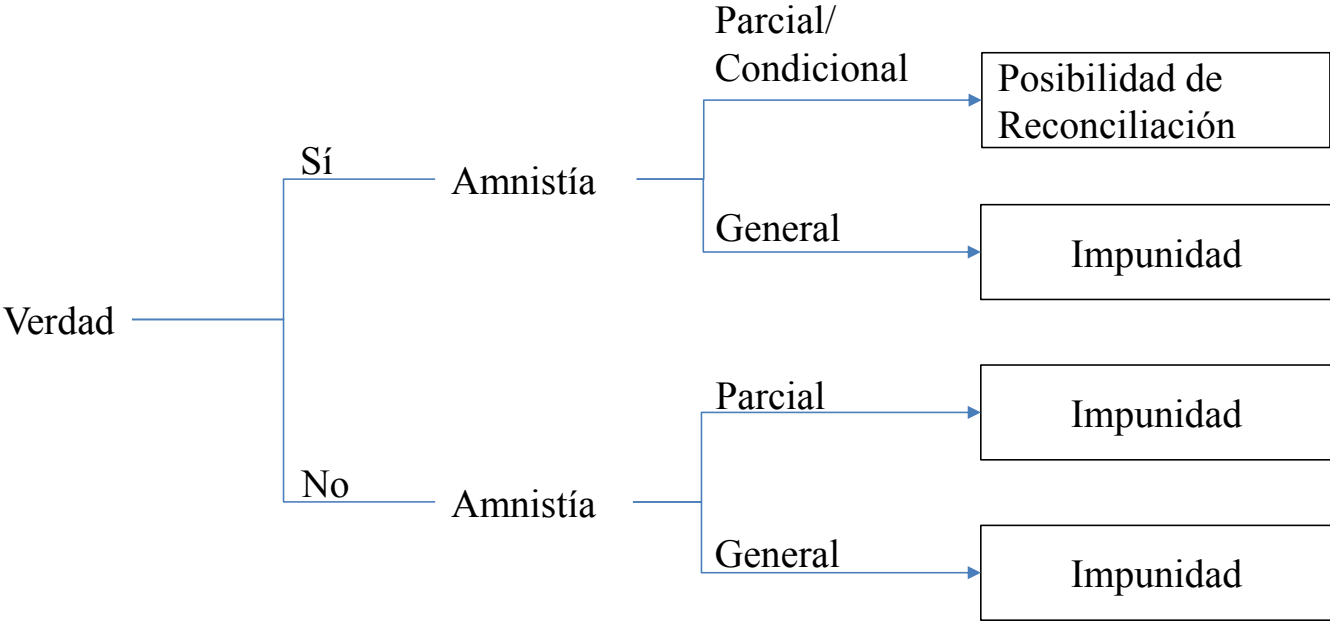 Parcial/
Condicional
Posibilidad de
Reconciliación
Sí
Amnistía
General
Impunidad
Verdad
Parcial
Impunidad
No
Amnistía
General
Impunidad